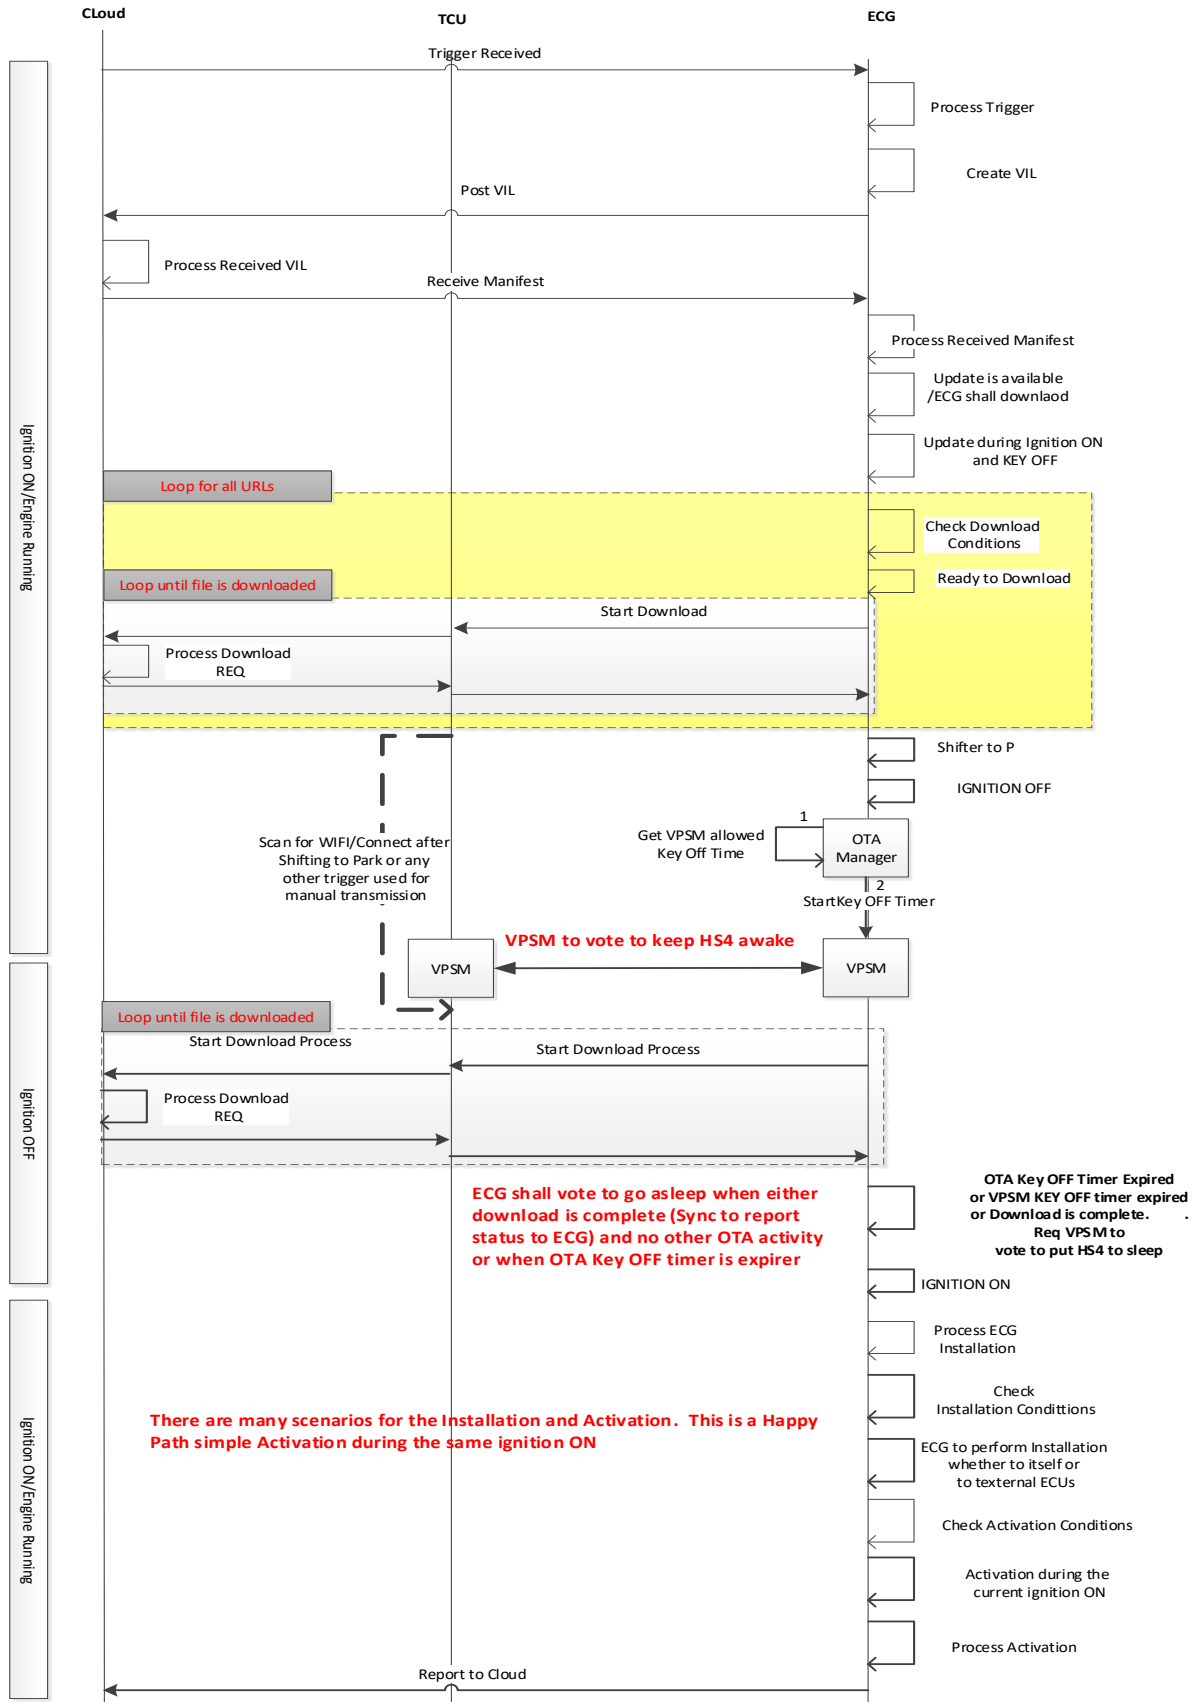 CLoud
TCU
ECG
Trigger Received
Process Trigger
Create VIL
Post VIL
Process Received VIL
Receive Manifest
Process Received Manifest
Update is available
/ECG shall downlaod
Update during Ignition ON
and KEY OFF
Ignition ON/Engine Running
Loop for all URLs
Check Download
Conditions
Loop until file is downloaded
Ready to Download
Start Download
Process Download
REQ
Shifter to P
IGNITION OFF
1
Get VPSM allowed
Key Off Time
OTA
Manager
Scan for WIFI/Connect after
Shifting to Park or any
other trigger used for
manual transmission
2
StartKey OFF Timer
VPSM to vote to keep HS4 awake
VPSM
VPSM
Loop until file is downloaded
Start Download Process
Start Download Process
Process Download
REQ
Ignition OFF
ECG shall vote to go asleep when either
download is complete (Sync to report
status to ECG) and no other OTA activity
or when OTA Key OFF timer is expirer
OTA Key OFF Timer Expired
or VPSM KEY OFF timer expired
or Download is complete. .
Req VPSM to
vote to put HS4 to sleep
IGNITION ON
Process ECG
Installation
Check
Installation Condittions
There are many scenarios for the Installation and Activation. This is a Happy
Path simple Activation during the same ignition ON
ECG to perform Installation
whether to itself or
to texternal ECUs
Ignition ON/Engine Running
Check Activation Conditions
Activation during the
current ignition ON
Process Activation
Report to Cloud